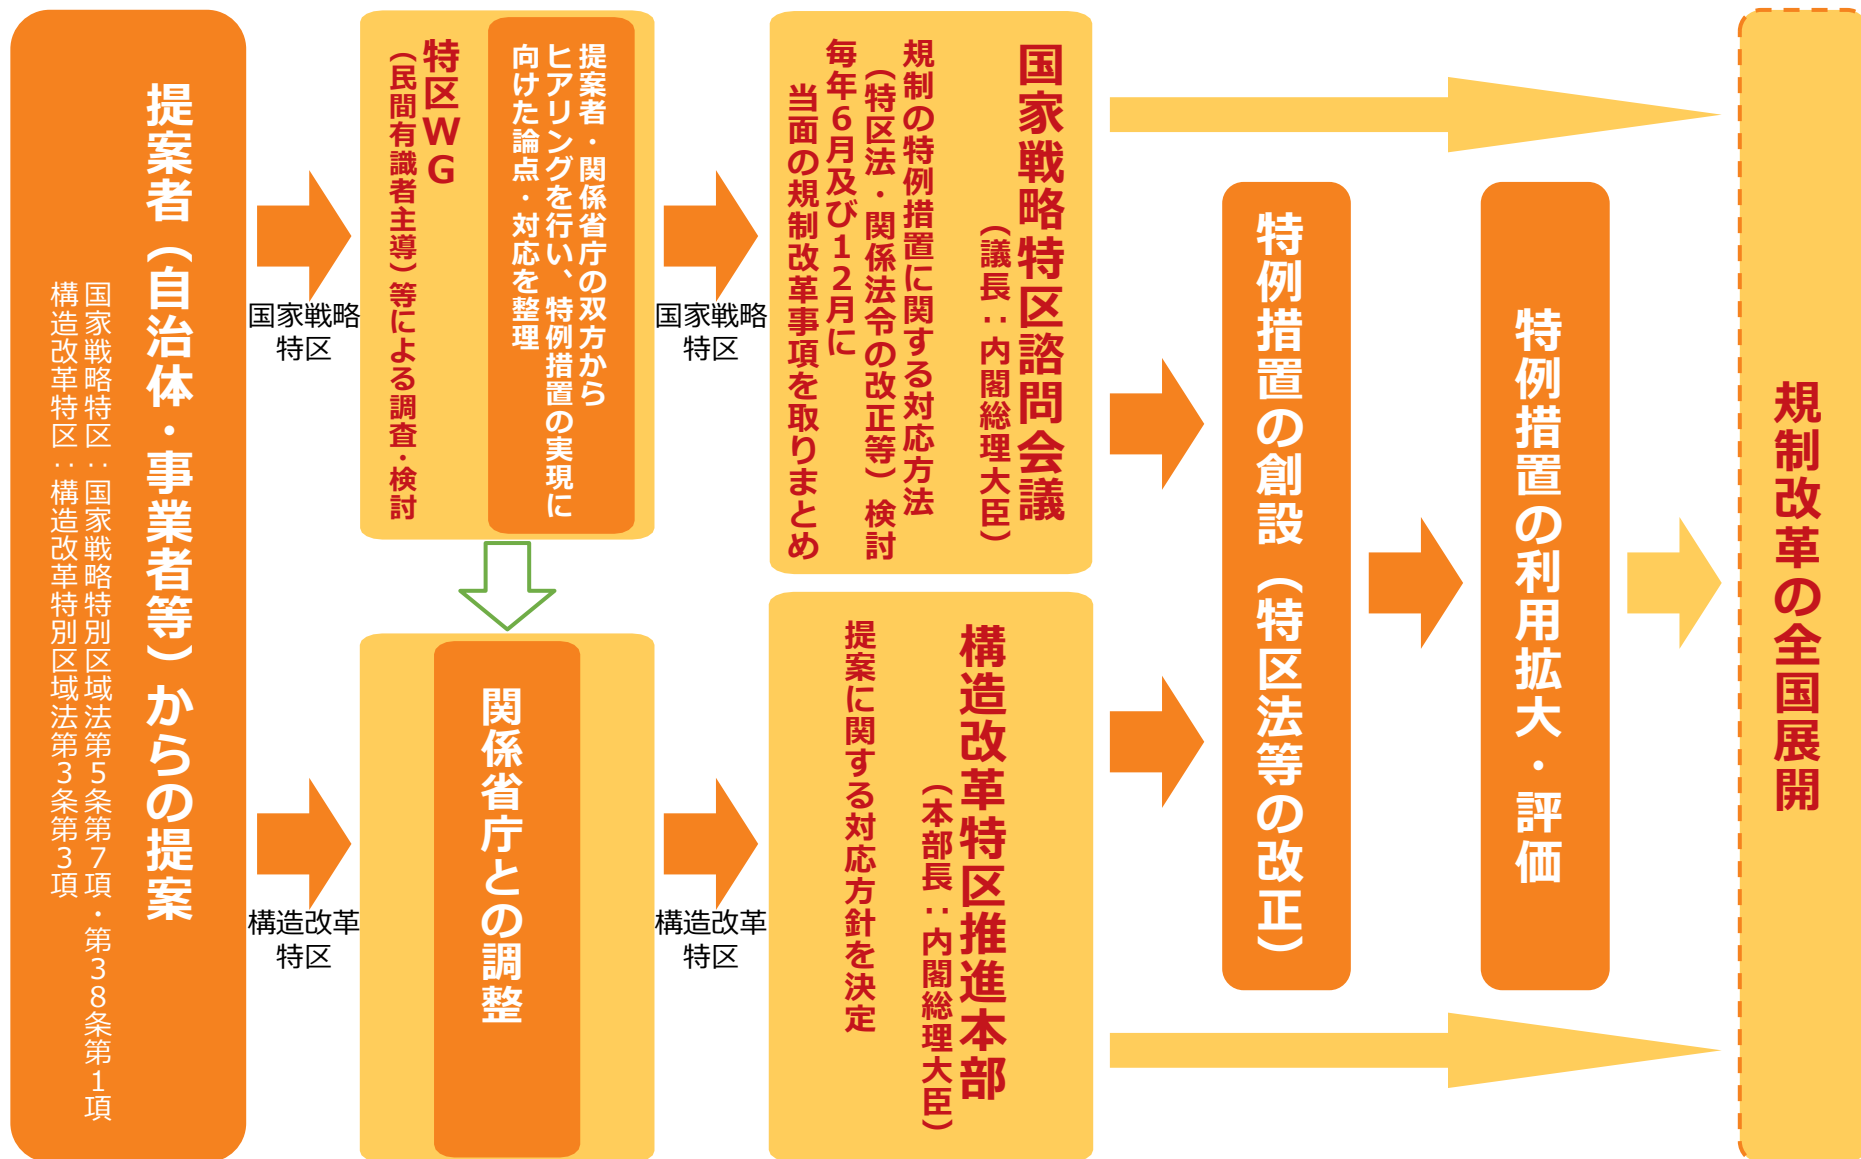 提案者（自治体・事業者等）からの提案
国家戦略特区：国家戦略特別区域法第５条第７項・第３８条第１項
構造改革特区：構造改革特別区域法第３条第３項
国家戦略
特区
構造改革
特区
提案者・関係省庁の双方から
ヒアリングを行い、特例措置の実現に
向けた論点・対応を整理
特区ＷＧ
（民間有識者主導）等による調査・検討
関係省庁との調整
国家戦略
特区
構造改革
特区
国家戦略特区諮問会議
（議長：内閣総理大臣）
規制の特例措置に関する対応方法
（特区法・関係法令の改正等）検討
毎年６月及び１２月に
当面の規制改革事項を取りまとめ
構造改革特区推進本部
（本部長：内閣総理大臣）
提案に関する対応方針を決定
特例措置の創設（特区法等の改正）
特例措置の利用拡大・評価
規制改革の全国展開